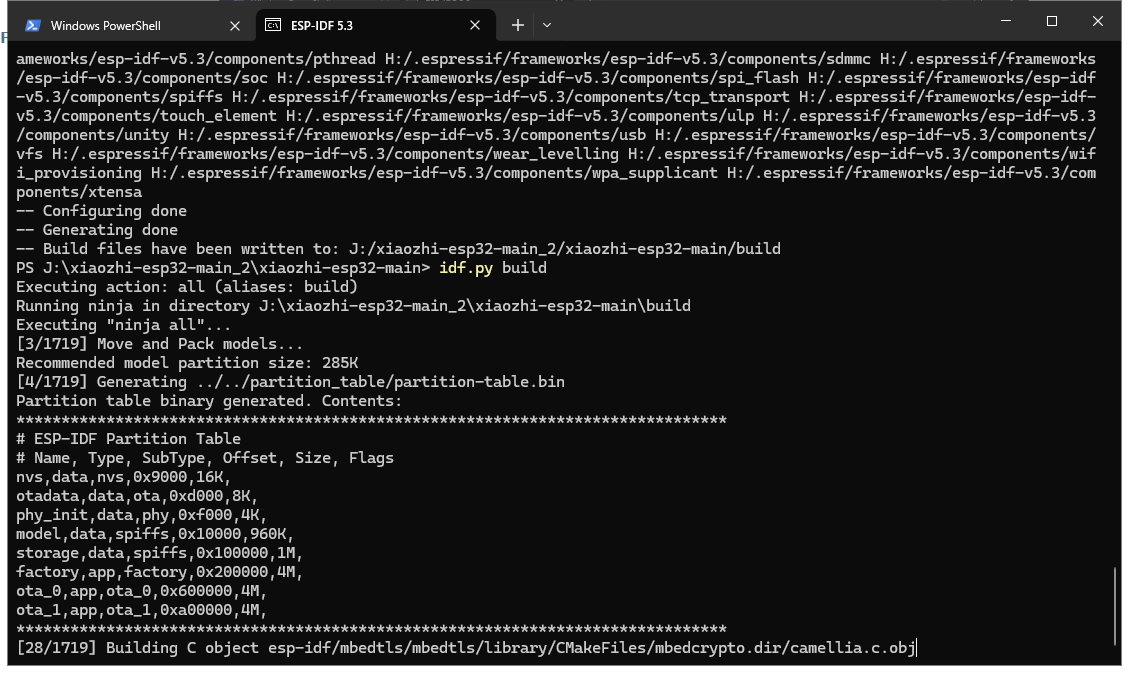 Windows PowerShell
ESP-IDF 5.3
ameworks/esp-idf-v5.3/components/pthread H:/.espressif/frameworks/esp-idf-v5.3/components/sdmmc H:/.espressif/frameworks
/esp-idf-v5.3/components/soc H:/.espressif/frameworks/esp-idf-v5.3/components/spi_flash H:/.espressif/frameworks/esp-idf
-v5.3/components/spiffs H:/.espressif/frameworks/esp-idf-v5.3/components/tcp_transport H:/.espressif/frameworks/esp-idf-
v5.3/components/touch_element H:/.espressif/frameworks/esp-idf-v5.3/components/ulp H:/.espressif/frameworks/esp-idf-v5.3
/components/unity H:/.espressif/frameworks/esp-idf-v5.3/components/usb H:/.espressif/frameworks/esp-idf-v5.3/components/
vfs H:/.espressif/frameworks/esp-idf-v5.3/components/wear_levelling H:/.espressif/frameworks/esp-idf-v5.3/components/wif
i_provisioning H:/.espressif/frameworks/esp-idf-v5.3/components/wpa_supplicant H:/.espressif/frameworks/esp-idf-v5.3/com
ponents/xtensa
-- Configuring done
-- Generating done
-- Build files have been written to: J:/xiaozhi-esp32-main_2/xiaozhi-esp32-main/build
PS J:\xiaozhi-esp32-main_2\xiaozhi-esp32-main> idf.py build
Executing action: all (aliases: build)
Running ninja in directory J:\xiaozhi-esp32-main_2\xiaozhi-esp32-main\build
Executing "ninja all"...
[3/1719] Move and Pack models...
Recommended model partition size: 285K
[4/1719] Generating ../../partition_table/partition-table.bin
Partition table binary generated. Contents:
*******************************************************************************
# ESP-IDF Partition Table
# Name, Type, SubType, Offset, Size, Flags
nvs,data,nvs,0x9000,16K,
otadata,data,ota,0xd000,8K,
phy_init,data,phy,0xf000,4K,
model,data,spiffs,0x10000,960K,
storage,data,spiffs,0x100000,1M,
factory,app,factory,0x200000,4M,
ota_0,app,ota_0,0x600000,4M,
ota_1,app,ota_1,0xa00000,4M,
*******************************************************************************
[28/1719] Building C object esp-idf/mbedtls/mbedtls/library/CMakeFiles/mbedcrypto.dir/camellia.c.obj